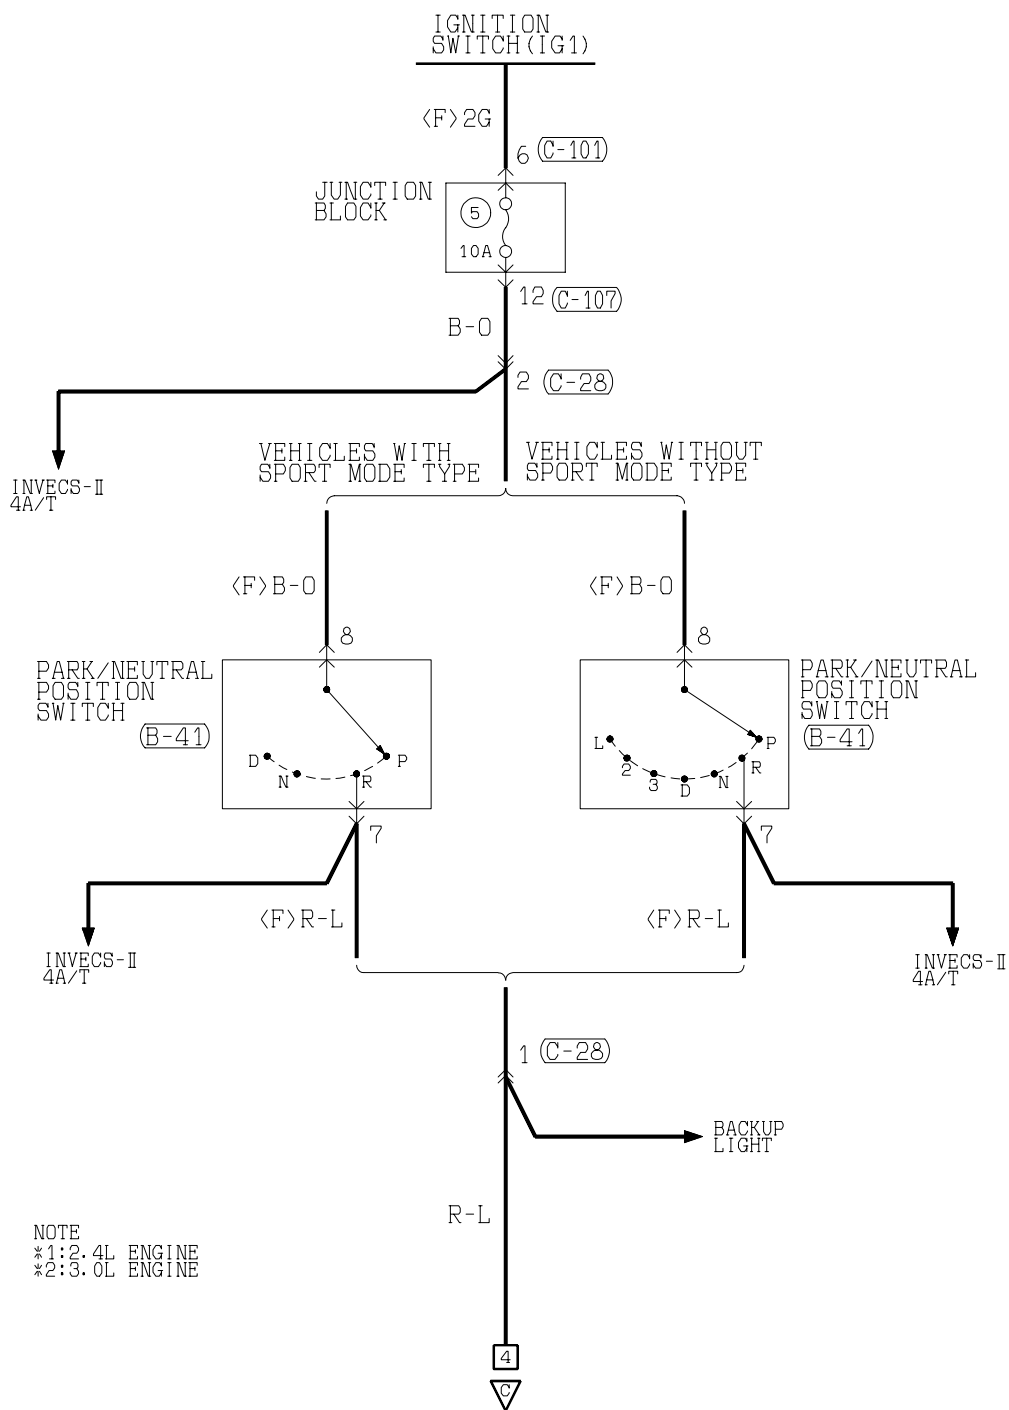 IGNITION
SWITCH(IG1)
<F>2G
6 C-101
JUNCTION
BLOCK
5
10A
12 C-107
B-O
2 C-28
INVECS-II
4A/T
VEHICLES WITH
SPORT MODE TYPE
VEHICLES WITHOUT
SPORT MODE TYPE
<F>B-O
<F>B-O
8
8
PARK/NEUTRAL
POSITION
SWITCH
B-41
D
N
R
P
PARK/NEUTRAL
POSITION
SWITCH
B-41
L
2
3
D
N
R
P
7
7
<F>R-L
<F>R-L
INVECS-II
4A/T
INVECS-II
4A/T
1 C-28
BACKUP
LIGHT
R-L
NOTE
*1:2.4L ENGINE
*2:3.0L ENGINE
4
C